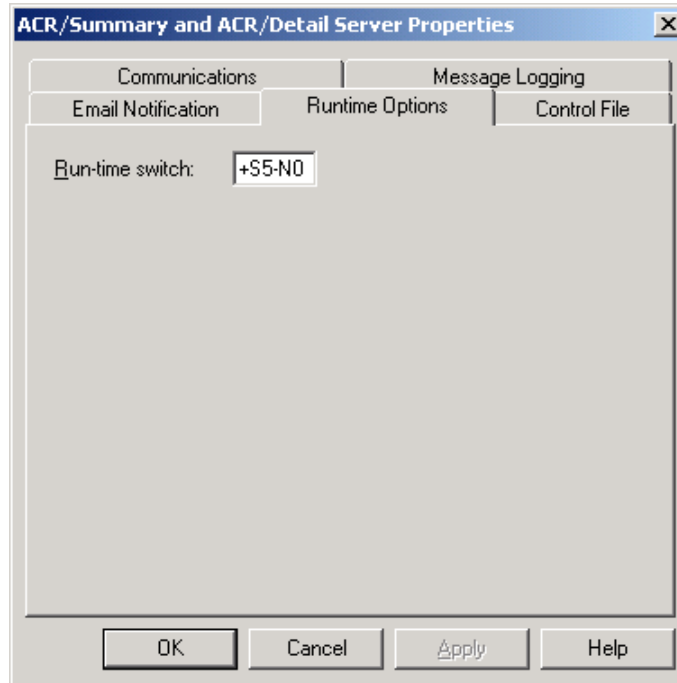 ACR/Summary and ACR/Detail Server Properties
Communications Message Logging
Email Notification Runtime Options Control File
Run-time switch: +S5-N0
OK Cancel Apply Help